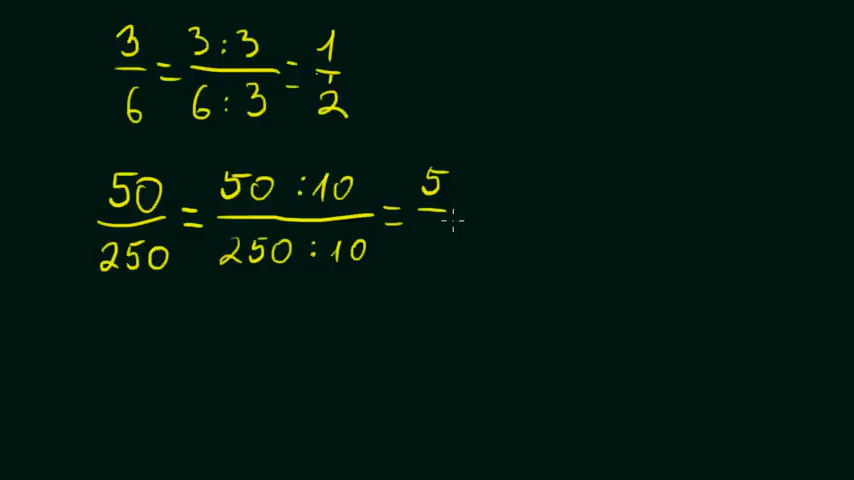 3/6 = 3:3/6:3 = 1/2
50/250 = 50:10/250:10 = 5/